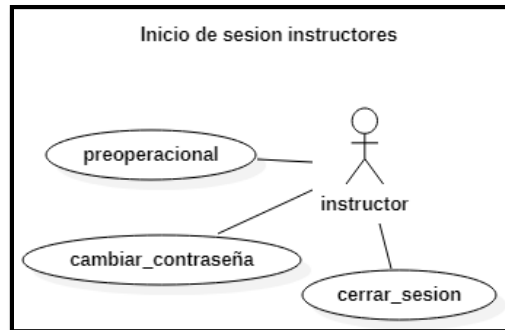 Inicio de sesion instructores
preoperacional
instructor
cambiar_contraseña
cerrar_sesion